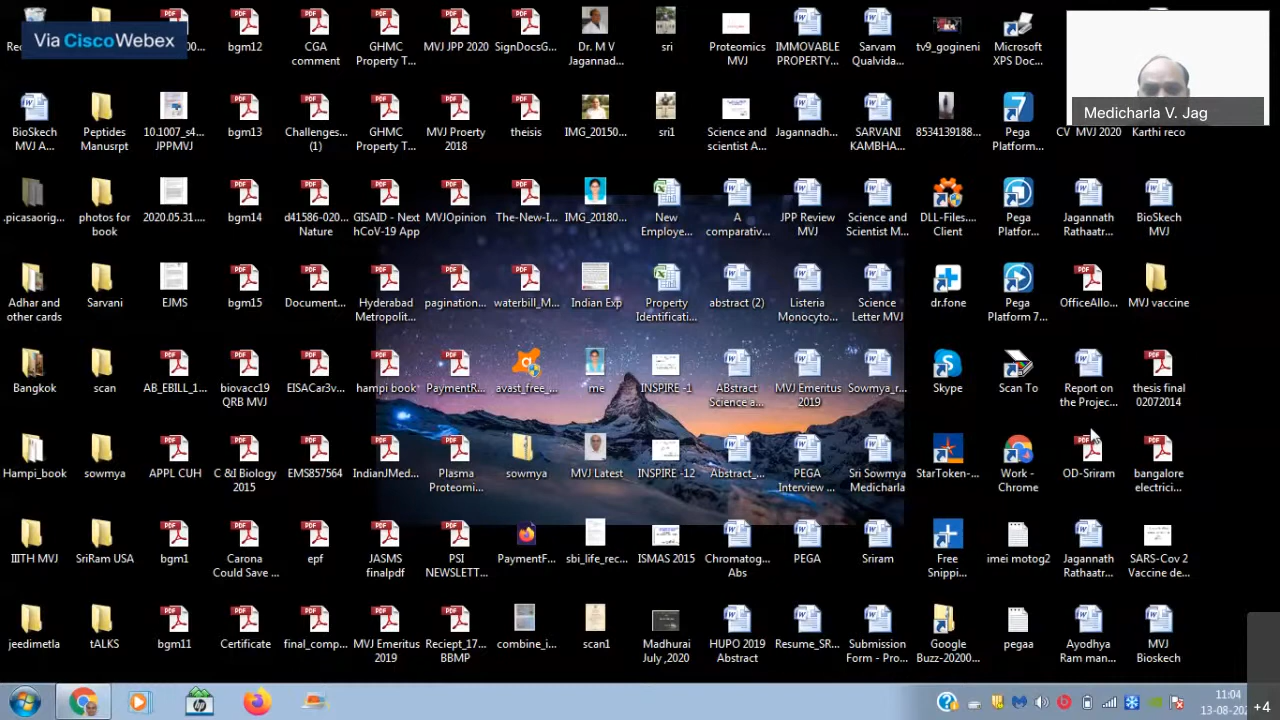 Via Cisco Webex
bgm12
CGA
comment
GHMC
Property T...
MVJ JPP 2020
SignDocsG...
Dr. M V
Jagannad...
sri
Proteomics
MVJ
IMMOVABLE
PROPERTY...
Sarvam
Qualvida...
tv9_gogineni
Microsoft
XPS Doc...
Medicharla V. Jag
BioSkech
MVJ A...
Peptides
Manusrpt
10.1007_s4...
JPPMVJ
bgm13
Challenges...
(1)
GHMC
Property T...
MVJ Proerty
2018
theisis
IMG_20150...
sri1
Science and
scientist A...
Jagannadh...
SARVANI
KAMBHA...
8534139188...
Pega
Platform...
CV MVJ 2020
Karthi reco
.picasaorig...
photos for
book
2020.05.31....
bgm14
d41586-020...
Nature
GISAID - Next
hCoV-19 App
MVJOpinion
The-New-I...
IMG_20180...
New
Employe...
A
comparativ...
JPP Review
MVJ
Science and
Scientist M...
DLL-Files....
Client
Pega
Platfor...
Jagannath
Rathaatr...
BioSkech
MVJ
Adhar and
other cards
Sarvani
EJMS
bgm15
Document...
Hyderabad
Metropolit...
pagination...
waterbill_M...
Indian Exp
Property
Identificati...
abstract (2)
Listeria
Monocyto...
Science
Letter MVJ
dr.fone
Pega
Platform 7...
OfficeAllo...
MVJ vaccine
Bangkok
scan
AB_EBILL_1...
biovacc19
QRB MVJ
EISACar3v...
hampi book
PaymentR...
avast_free_...
me
INSPIRE -1
ABstract
Science a...
MVJ Emeritus
2019
Sowmya_r...
Skype
Scan To
Report on
the Projec...
thesis final
02072014
Hampi_book
sowmya
APPL CUH
C &I Biology
2015
EMS857564
IndianJMed...
Plasma
Proteomi...
sowmya
MVJ Latest
INSPIRE -12
Abstract_...
PEGA
Interview ...
Sri Sowmya
Medicharla
StarToken-...
Work -
Chrome
OD-Sriram
bangalore
electrici...
IIITH MVJ
SriRam USA
bgm1
Carona
Could Save ...
epf
JASMS
finalpdf
PSI
NEWSLETT...
PaymentF...
sbi_life_rec...
ISMAS 2015
Chromatog...
Abs
PEGA
Sriram
Free
Snippi...
imei motog2
Jagannath
Rathaatr...
SARS-Cov 2
Vaccine de...
jeedimetla
tALKS
bgm11
Certificate
final_comp...
MVJ Emeritus
2019
Reciept_17...
BBMP
combine_i...
scan1
Madhurai
July ,2020
HUPO 2019
Abstract
Resume_SR...
Submission
Form - Pro...
Google
Buzz-20200...
pegaa
Ayodhya
Ram man...
MVJ
Bioskech
11:04
+4